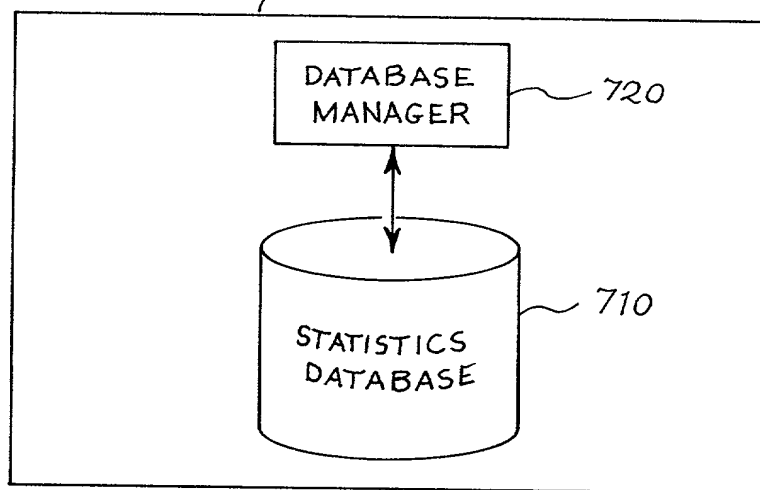 DATABASE
MANAGER
720
710
STATISTICS
DATABASE